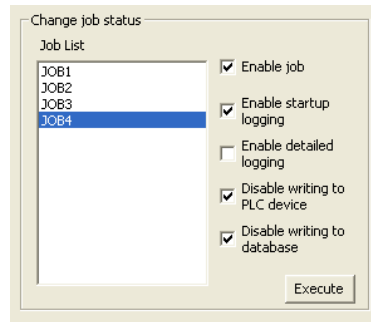 Change job status
Job List
JOB1
JOB2
JOB3
JOB4
Enable job
Enable startup
logging
Enable detailed
logging
Disable writing to
PLC device
Disable writing to
database
Execute